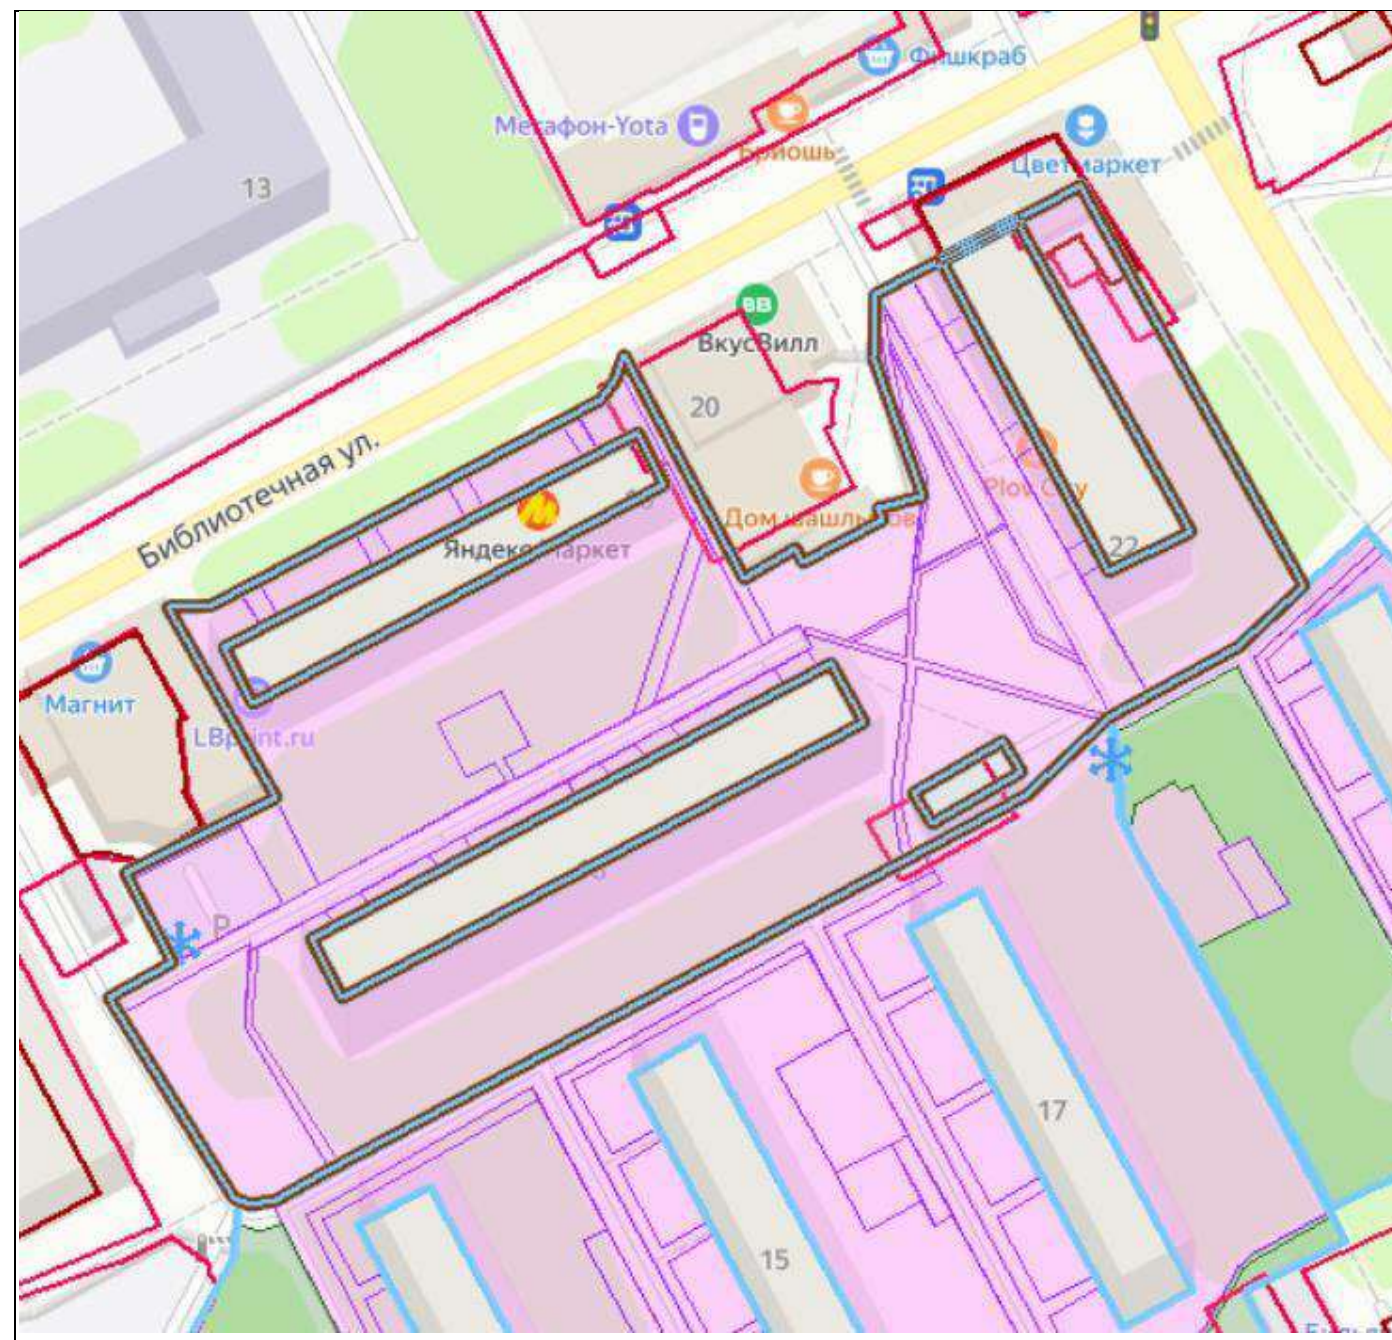 Фишкраб
Мегафон-Yota
Бриошь
Цветмаркет
13
ВкусВилл
BB
20
Библиотечная ул.
Дом шашлыков
Plov City
22
Яндекс Маркет
Магнит
LBprint.ru
P
17
15